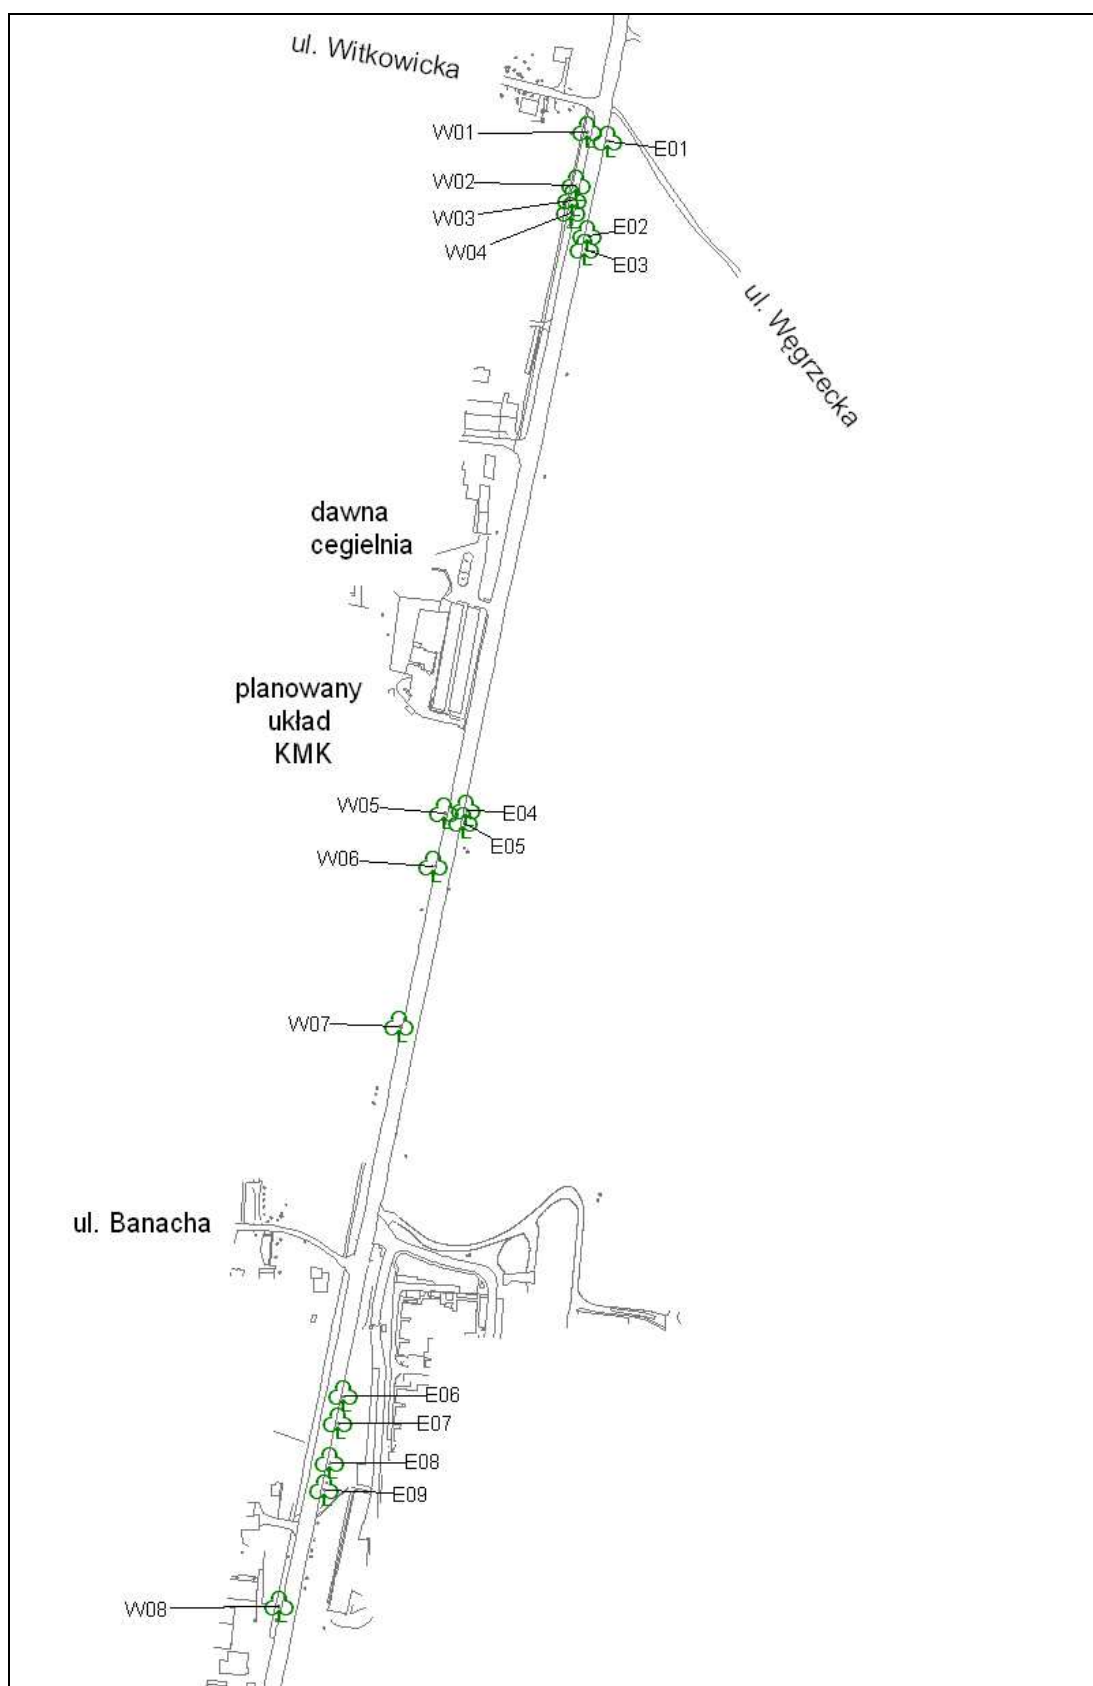 ul. Witkowicka
W01
E01
W02
W03
E02
W04
E03
ul. Węgrzecka
dawna
cegielnia
planowany
układ
KMK
W05
E04
E05
W06
W07
ul. Banacha
E06
E07
E08
E09
W08